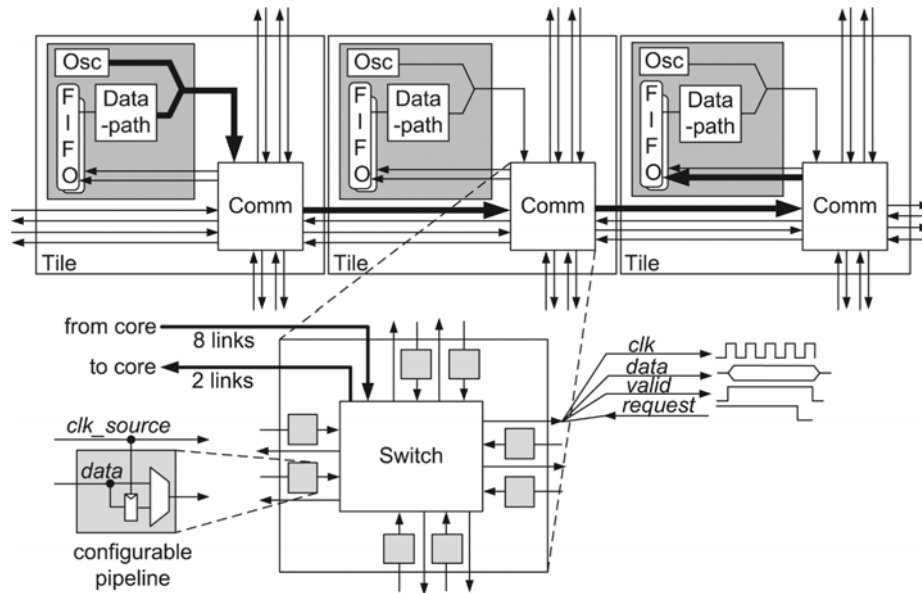 Osc
F
I
F
O
Data
-path
Comm
Tile
Osc
F
I
F
O
Data
-path
Comm
Tile
Osc
F
I
F
O
Data
-path
Comm
Tile
from core
8 links
to core
2 links
clk_source
data
configurable
pipeline
Switch
clk
data
valid
request